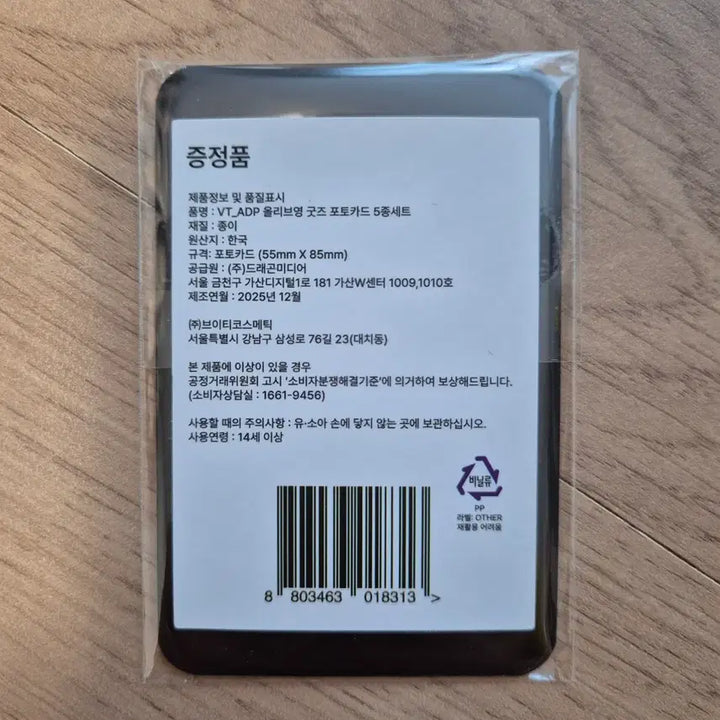 증정품
제품정보 및 품질표시
품명 : VT_ADP 올리브영 굿즈 포토카드 5종세트
재질 : 종이
원산지 : 한국
규격: 포토카드 (55mm X 85mm)
공급원 : (주)드래곤미디어
서울 금천구 가산디지털1로 181 가산W센터 1009,1010호
제조연월 : 2025년 12월
㈜브이티코스메틱
서울특별시 강남구 삼성로 76길 23(대치동)
본 제품에 이상이 있을 경우
공정거래위원회 고시 '소비자분쟁해결기준'에 의거하여 보상해드립니다.
(소비자상담실 : 1661-9456)
사용할 때의 주의사항 : 유·소아 손에 닿지 않는 곳에 보관하십시오.
사용연령 : 14세 이상
비닐류
PP
라벨: OTHER
재활용 어려움
8 803463 018313 >